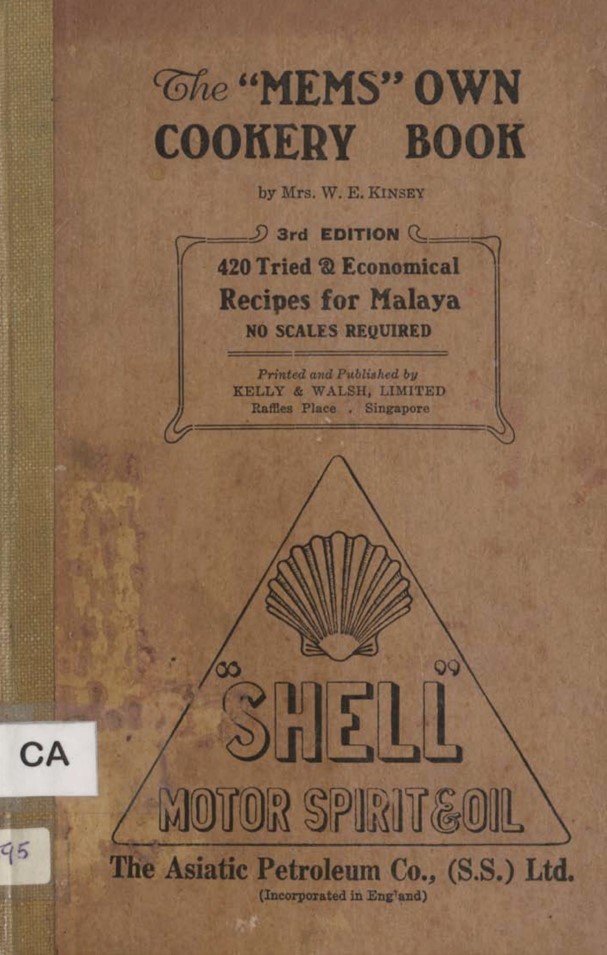 The “MEMS” OWN
COOKERY BOOK
by Mrs. W. E. KINSEY
3rd EDITION
420 Tried & Economical
Recipes for Malaya
NO SCALES REQUIRED
Printed and Published by
KELLY & WALSH, LIMITED
Raffles Place . Singapore
“SHELL”
MOTOR SPIRIT & OIL
The Asiatic Petroleum Co., (S.S.) Ltd.
(Incorporated in England)
CA
95